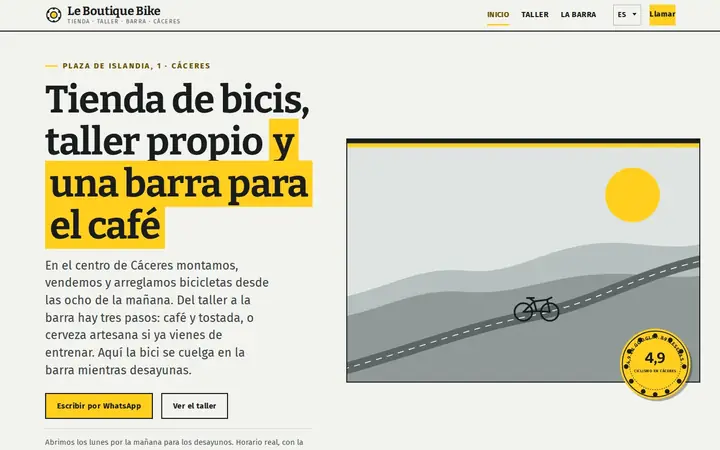 Le Boutique Bike
TIENDA · TALLER · BARRA · CÁCERES
INICIO
TALLER
LA BARRA
ES
Llamar
PLAZA DE ISLANDIA, 1 · CÁCERES
Tienda de bicis,
taller propio y
una barra para
el café
En el centro de Cáceres montamos,
vendemos y arreglamos bicicletas desde
las ocho de la mañana. Del taller a la
barra hay tres pasos: café y tostada, o
cerveza artesana si ya vienes de
entrenar. Aquí la bici se cuelga en la
barra mientras desayunas.
Escribir por WhatsApp
Ver el taller
4,9
Abrimos los lunes por la mañana para los desayunos. Horario real, con la